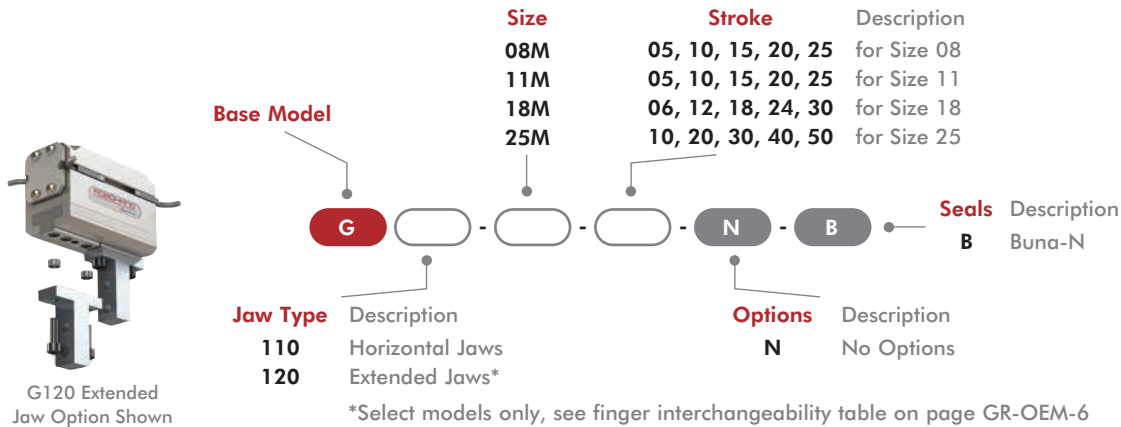 Size Stroke Description
08M 05, 10, 15, 20, 25 for Size 08
11M 05, 10, 15, 20, 25 for Size 11
18M 06, 12, 18, 24, 30 for Size 18
25M 10, 20, 30, 40, 50 for Size 25
Base Model
G - - - N - B
Seals Description
B Buna-N
Jaw Type Description
110 Horizontal Jaws
120 Extended Jaws*
Options Description
N No Options
*Select models only, see finger interchangeability table on page GR-OEM-6
G120 Extended
Jaw Option Shown